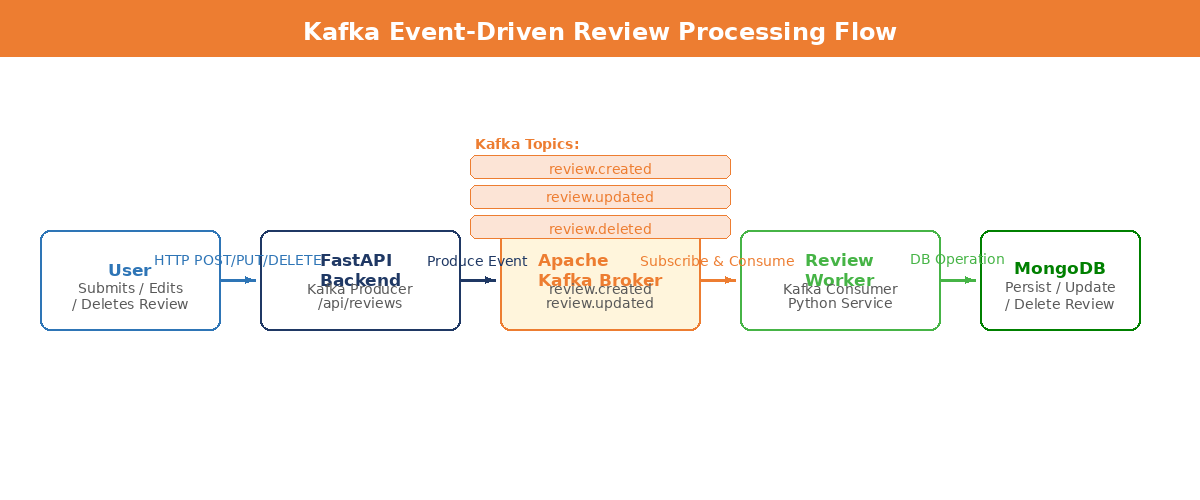 Kafka Event-Driven Review Processing Flow
Kafka Topics:
review.created
review.updated
review.deleted
User
Submits / Edits
/ Deletes Review
HTTP POST/PUT/DELETE
FastAPI
Backend
Kafka Producer
/api/reviews
Produce Event
Apache
Kafka Broker
review.created
review.updated
Subscribe & Consume
Review
Worker
Kafka Consumer
Python Service
DB Operation
MongoDB
Persist / Update
/ Delete Review